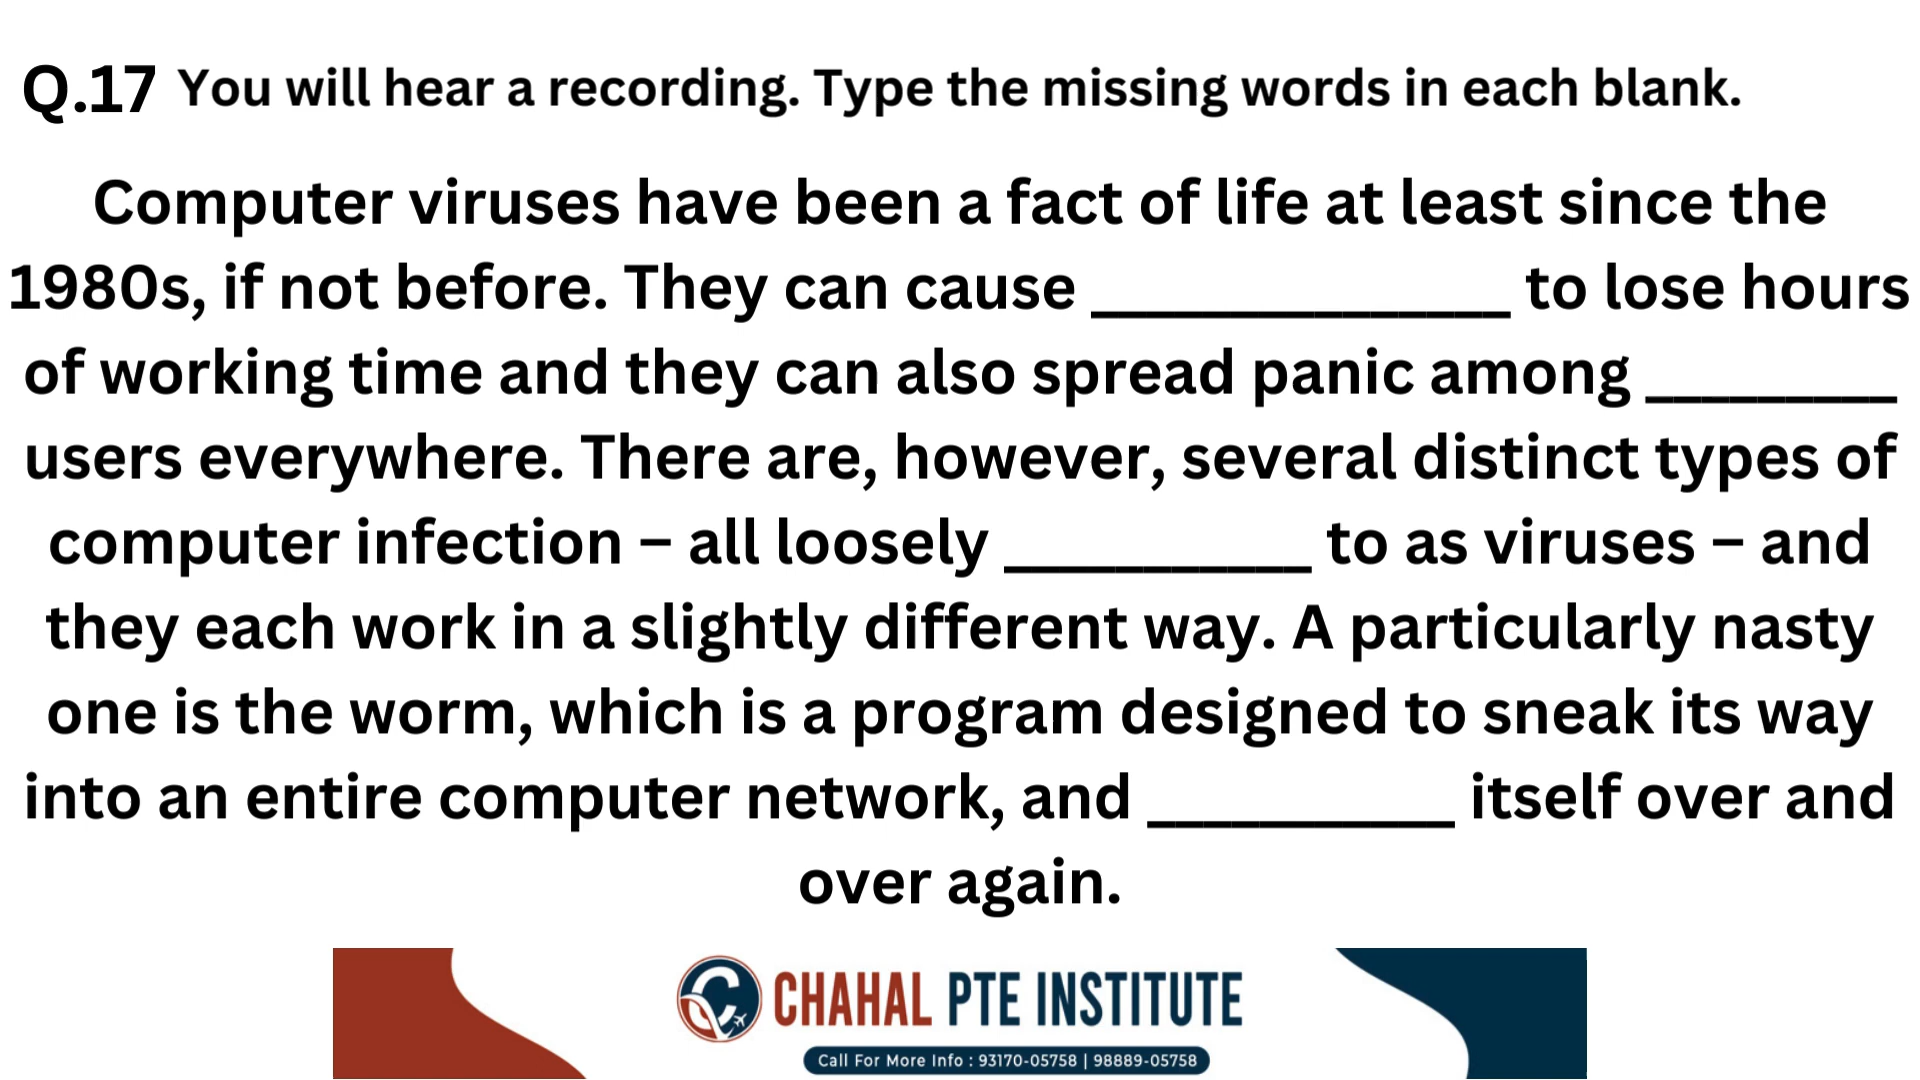 Q.17 You will hear a recording. Type the missing words in each blank.
Computer viruses have been a fact of life at least since the
1980s, if not before. They can cause _______________ to lose hours
of working time and they can also spread panic among _________
users everywhere. There are, however, several distinct types of
computer infection – all loosely ___________ to as viruses – and
they each work in a slightly different way. A particularly nasty
one is the worm, which is a program designed to sneak its way
into an entire computer network, and ___________ itself over and
over again.
CHAHAL PTE INSTITUTE
Call For More Info : 93170-05758 | 98889-05758